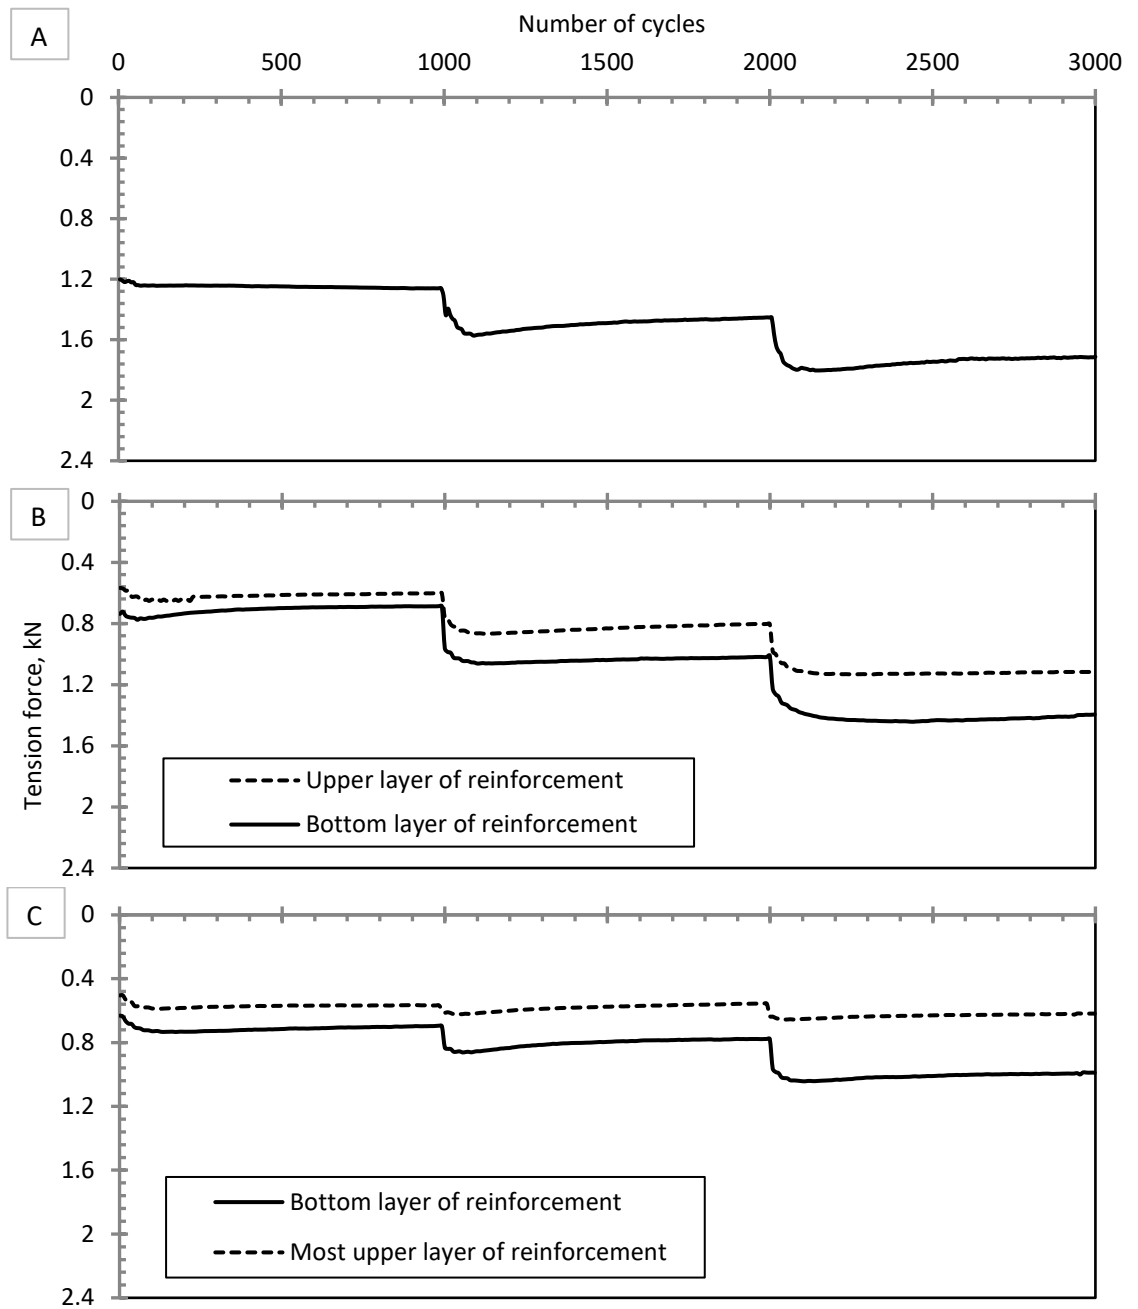 A
Number of cycles
0 500 1000 1500 2000 2500 3000
0
0.4
0.8
1.2
1.6
2
2.4
B
0
0.4
0.8
1.2
1.6
2
2.4
Tension force, kN
Upper layer of reinforcement
Bottom layer of reinforcement
C
0
0.4
0.8
1.2
1.6
2
2.4
Bottom layer of reinforcement
Most upper layer of reinforcement